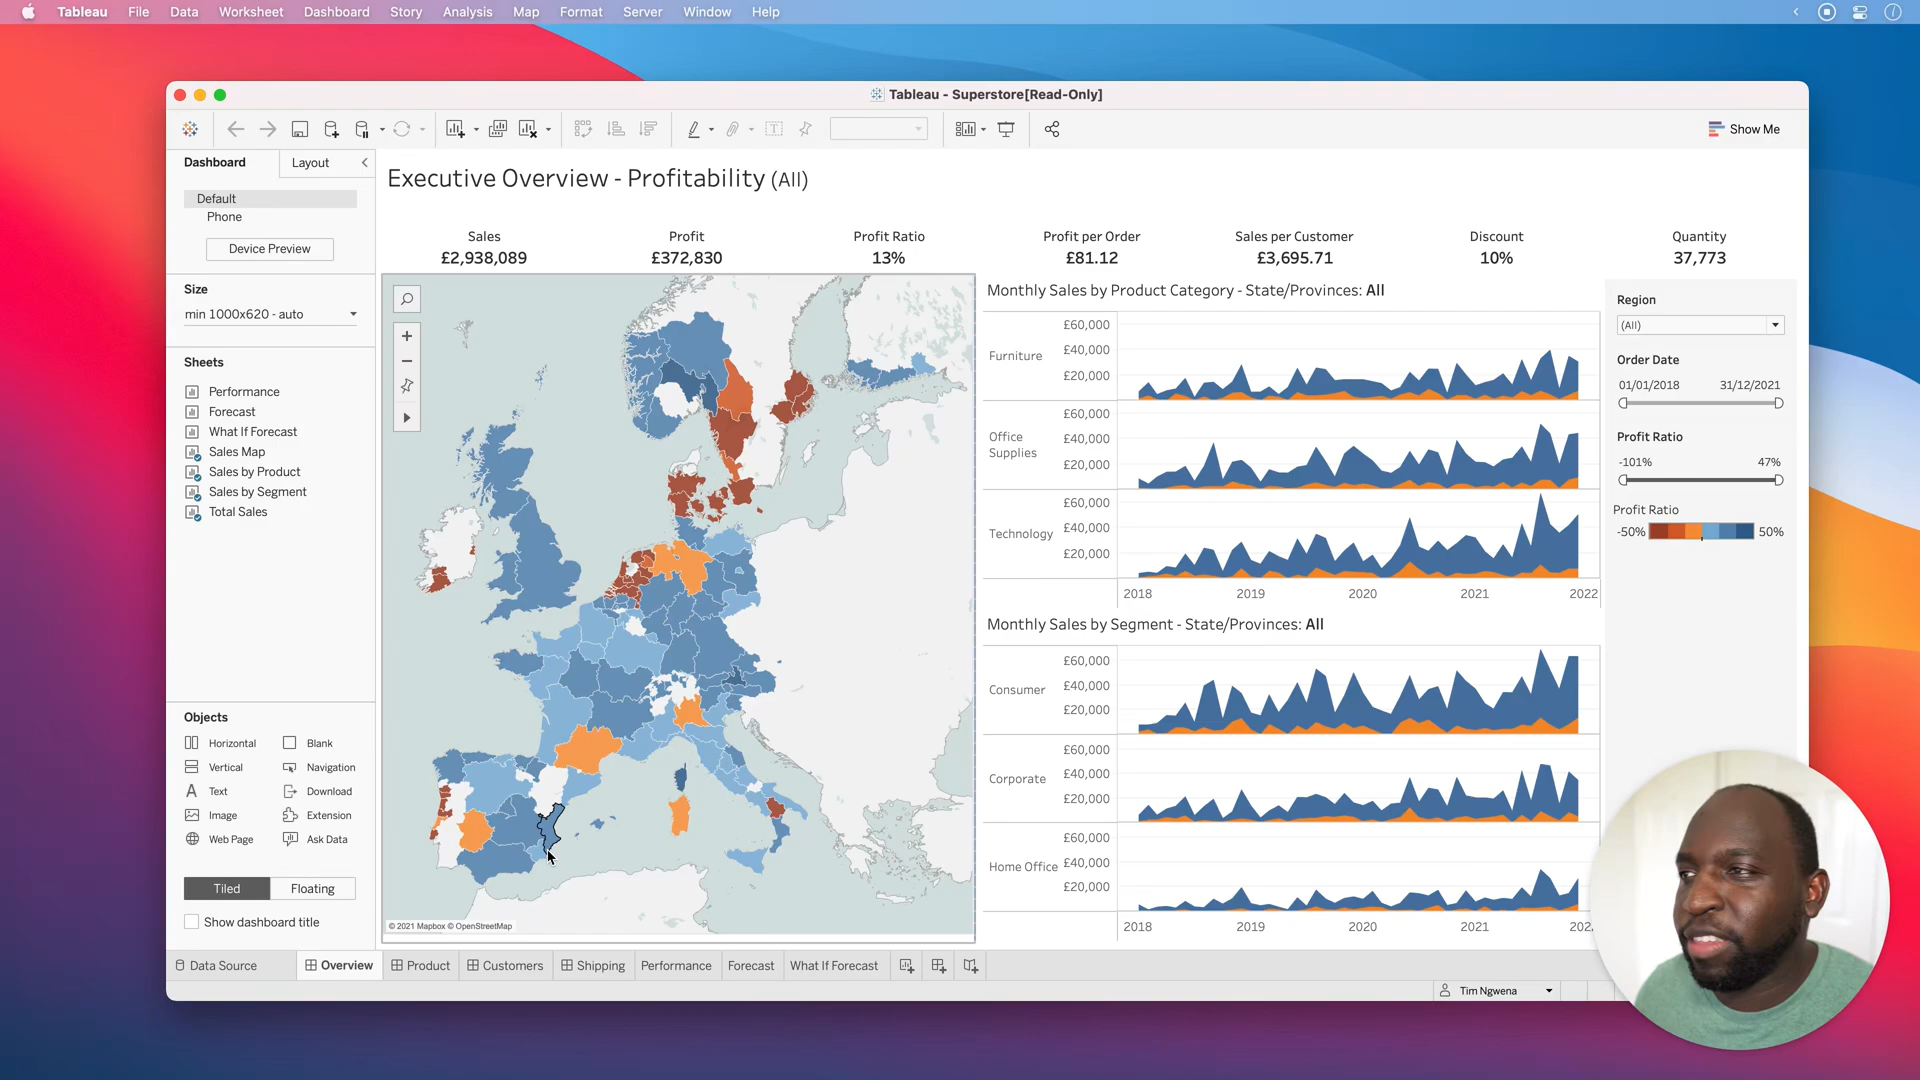 Tableau File Data Worksheet Dashboard Story Analysis Map Format Server Window Help
Tableau - Superstore[Read-Only]
Show Me
Dashboard Layout
Default
Phone
Device Preview
Size
min 1000x620 - auto
Sheets
Performance
Forecast
What If Forecast
Sales Map
Sales by Product
Sales by Segment
Total Sales
Objects
Horizontal Blank
Vertical Navigation
Text Download
Image Extension
Web Page Ask Data
Tiled Floating
Show dashboard title
Executive Overview - Profitability (All)
Sales Profit Profit Ratio Profit per Order Sales per Customer Discount Quantity
£2,938,089 £372,830 13% £81.12 £3,695.71 10% 37,773
© 2021 Mapbox © OpenStreetMap
Monthly Sales by Product Category - State/Provinces: All
£60,000
£40,000
Furniture
£20,000
£60,000
Office
£40,000
Supplies
£20,000
£60,000
£40,000
Technology
£20,000
2018 2019 2020 2021 2022
Monthly Sales by Segment - State/Provinces: All
£60,000
£40,000
Consumer
£20,000
£60,000
£40,000
Corporate
£20,000
£60,000
£40,000
Home Office
£20,000
2018 2019 2020 2021 202
Region
(All)
Order Date
01/01/2018 31/12/2021
Profit Ratio
-101% 47%
Profit Ratio
-50% 50%
Data Source Overview Product Customers Shipping Performance Forecast What If Forecast
Tim Ngwena